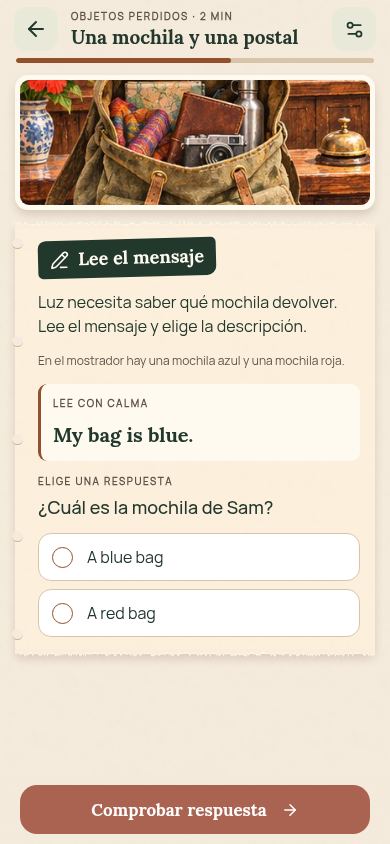 OBJETOS PERDIDOS · 2 MIN
Una mochila y una postal
Lee el mensaje
Luz necesita saber qué mochila devolver.
Lee el mensaje y elige la descripción.
En el mostrador hay una mochila azul y una mochila roja.
LEE CON CALMA
My bag is blue.
ELIGE UNA RESPUESTA
¿Cuál es la mochila de Sam?
A blue bag
A red bag
Comprobar respuesta